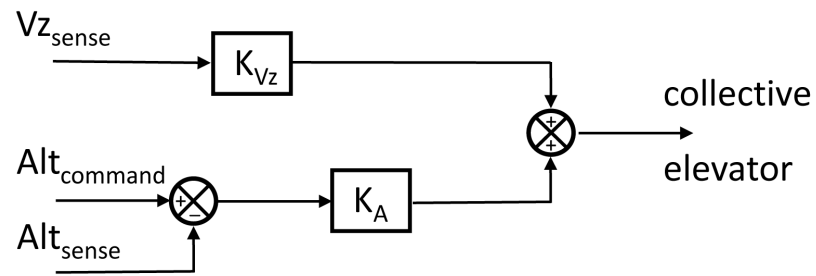 Vz_sense
K_Vz
+
+
collective
elevator
Alt_command
+
−
K_A
Alt_sense